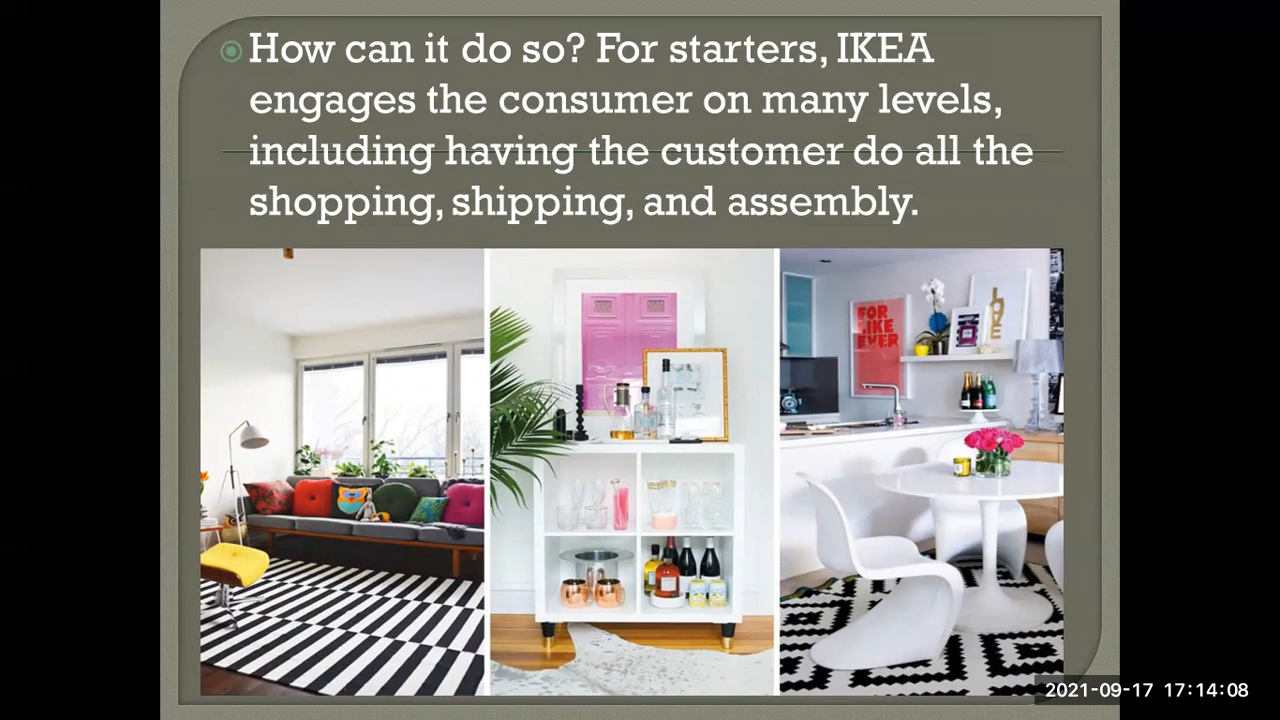 How can it do so? For starters, IKEA
engages the consumer on many levels,
including having the customer do all the
shopping, shipping, and assembly.
FOR
LIKE
EVER
LOVE
2021-09-17 17:14:08